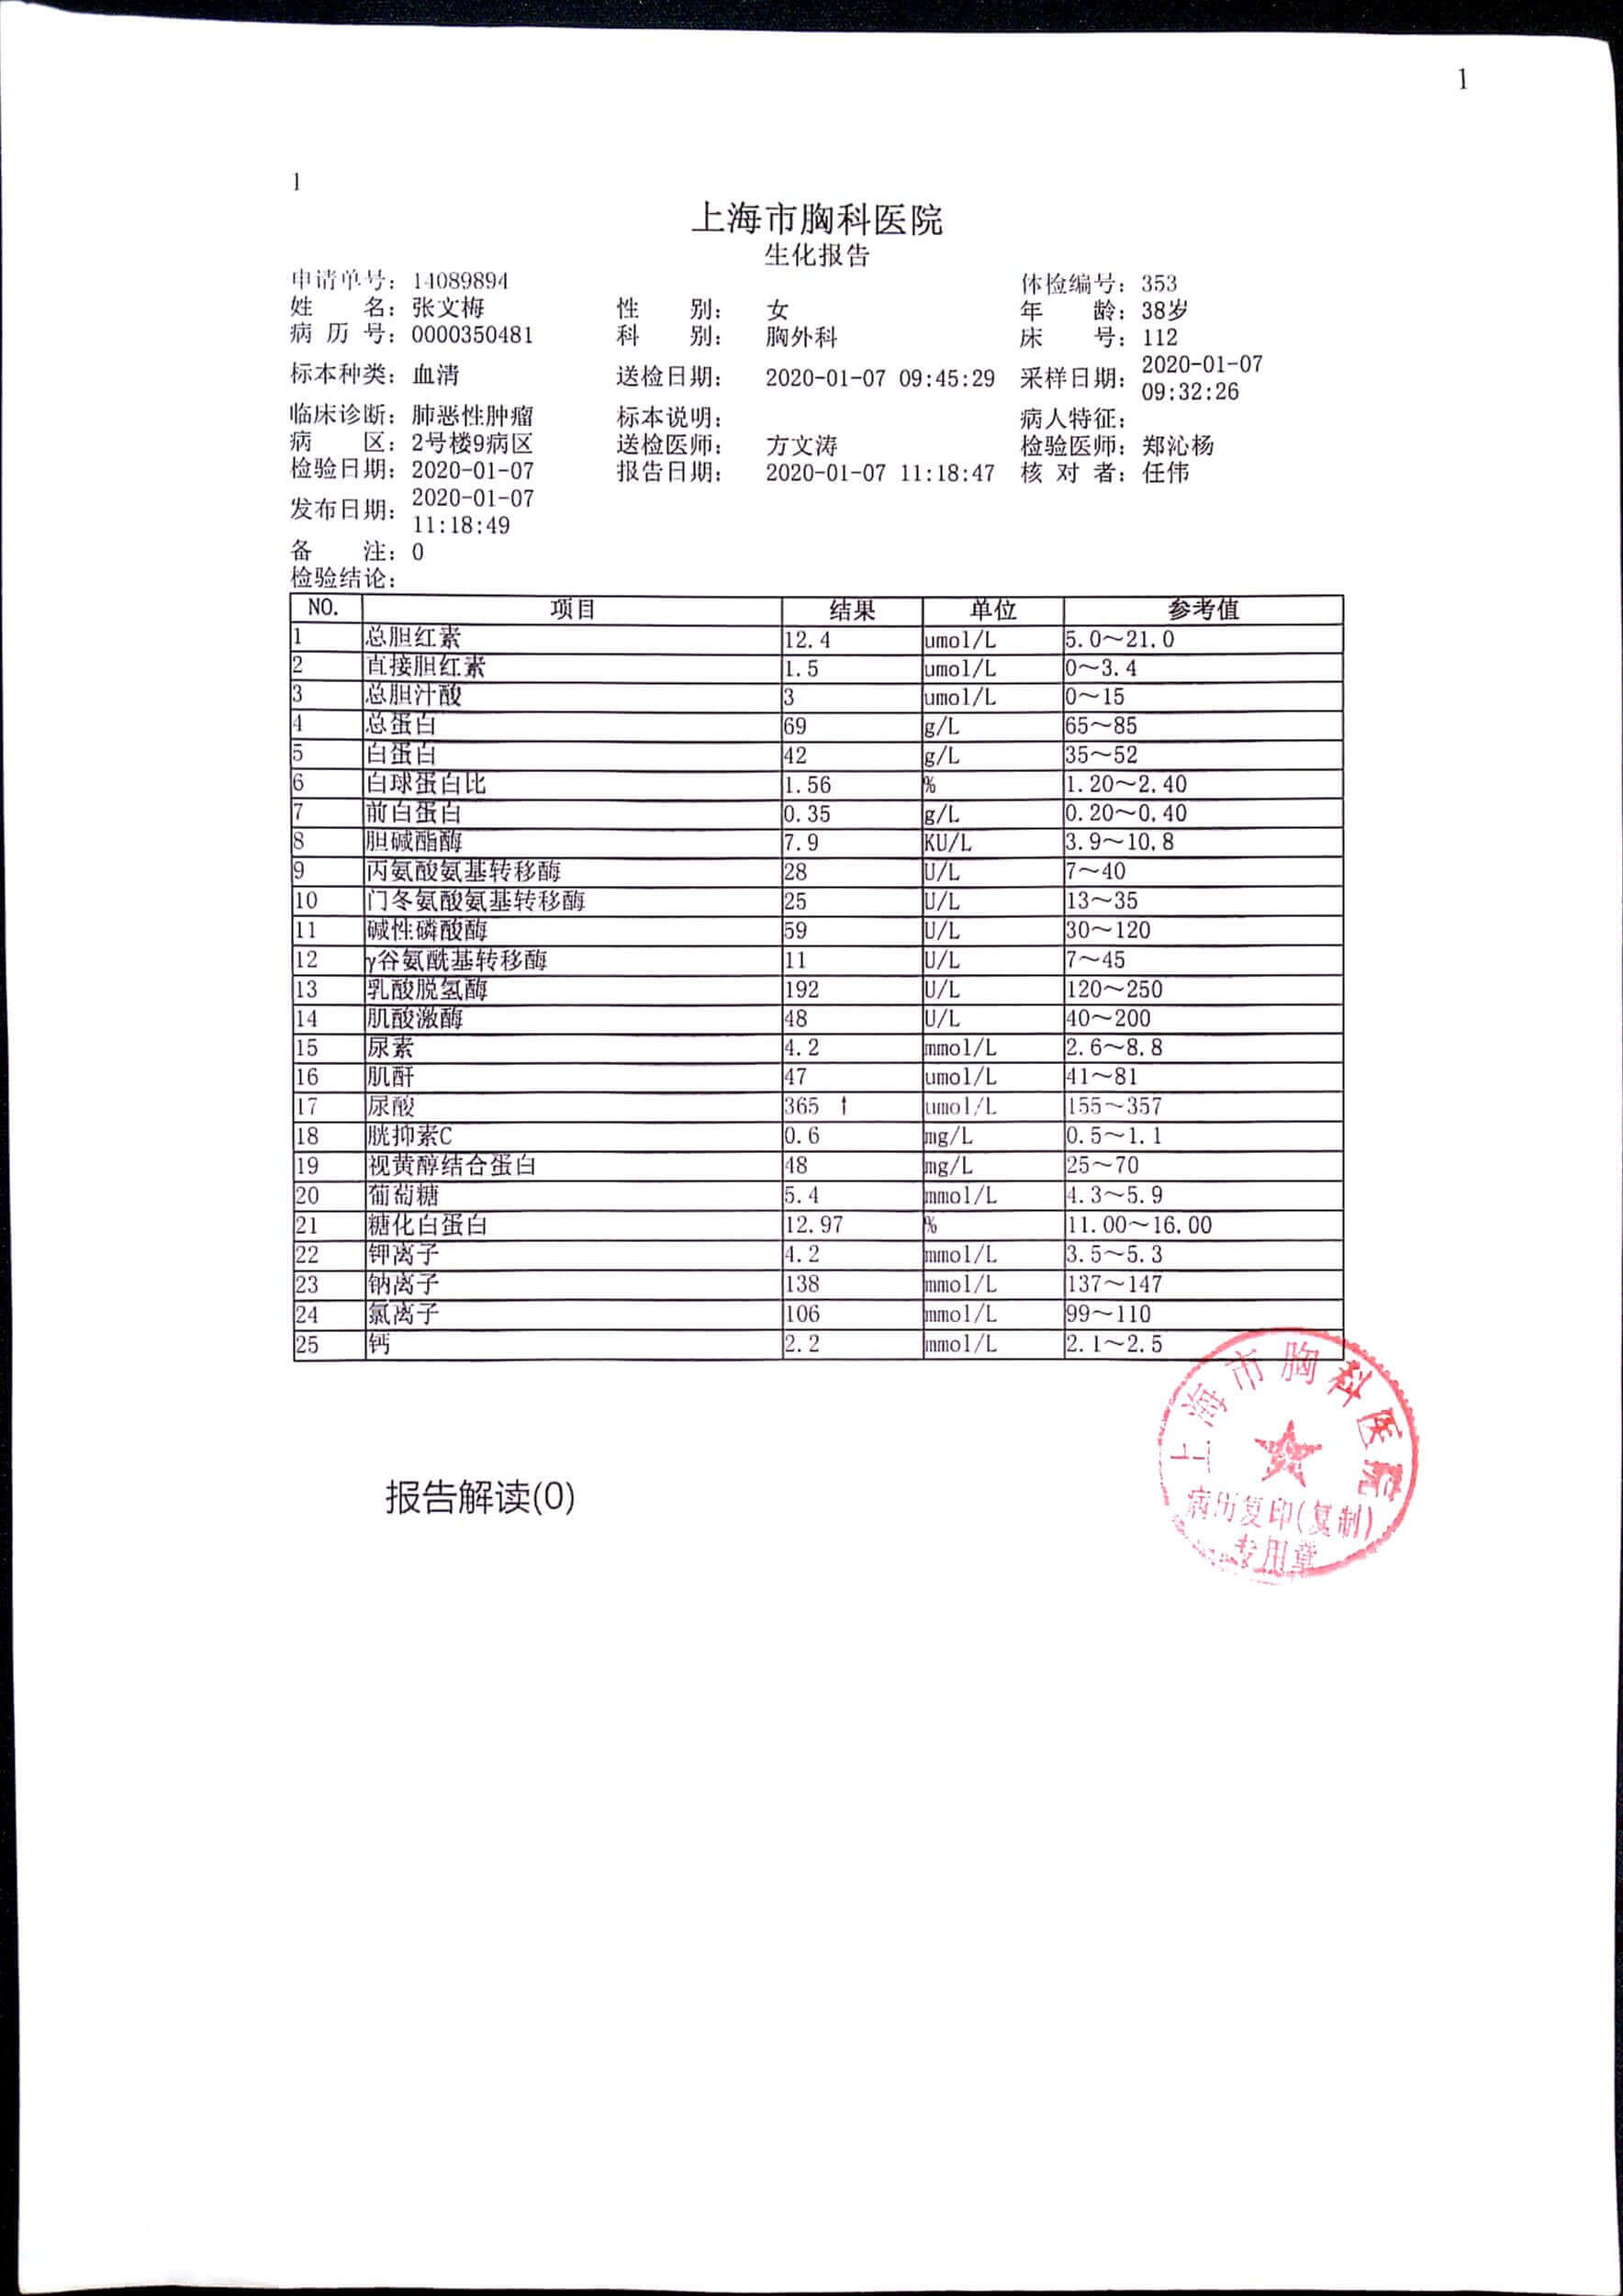 1
1
上海市胸科医院
生化报告
申请单号: 14089894 体检编号: 353
姓 名: 张文梅 性 别: 女 年 龄: 38岁
病 历 号: 0000350481 科 别: 胸外科 床 号: 112
标本种类: 血清 送检日期: 2020-01-07 09:45:29 采样日期: 2020-01-07 09:32:26
临床诊断: 肺恶性肿瘤 标本说明: 病人特征:
病 区: 2号楼9病区 送检医师: 方文涛 检验医师: 郑沁杨
检验日期: 2020-01-07 报告日期: 2020-01-07 11:18:47 核 对 者: 任伟
发布日期: 2020-01-07 11:18:49
备 注: 0
检验结论:
NO. 项目 结果 单位 参考值
1 总胆红素 12.4 umol/L 5.0~21.0
2 直接胆红素 1.5 umol/L 0~3.4
3 总胆汁酸 3 umol/L 0~15
4 总蛋白 69 g/L 65~85
5 白蛋白 42 g/L 35~52
6 白球蛋白比 1.56 % 1.20~2.40
7 前白蛋白 0.35 g/L 0.20~0.40
8 胆碱酯酶 7.9 KU/L 3.9~10.8
9 丙氨酸氨基转移酶 28 U/L 7~40
10 门冬氨酸氨基转移酶 25 U/L 13~35
11 碱性磷酸酶 59 U/L 30~120
12 γ谷氨酰基转移酶 11 U/L 7~45
13 乳酸脱氢酶 192 U/L 120~250
14 肌酸激酶 48 U/L 40~200
15 尿素 4.2 mmol/L 2.6~8.8
16 肌酐 47 umol/L 41~81
17 尿酸 365 ↑ umol/L 155~357
18 胱抑素C 0.6 mg/L 0.5~1.1
19 视黄醇结合蛋白 48 mg/L 25~70
20 葡萄糖 5.4 mmol/L 4.3~5.9
21 糖化白蛋白 12.97 % 11.00~16.00
22 钾离子 4.2 mmol/L 3.5~5.3
23 钠离子 138 mmol/L 137~147
24 氯离子 106 mmol/L 99~110
25 钙 2.2 mmol/L 2.1~2.5
上海市胸科医院
病历复印(复制)
专用章
报告解读(0)